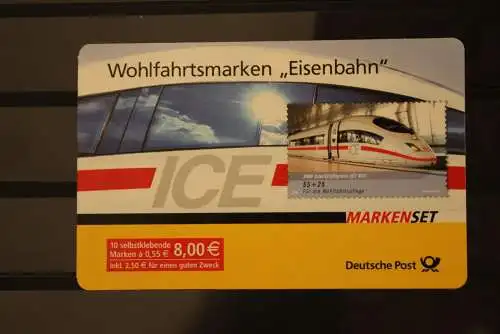 Wohlfahrtsmarken „Eisenbahn"
ICE
55+25
Für die Wohlfahrtspflege
MARKENSET
10 selbstklebende
Marken à 0,55 € 8,00 €
Inkl. 2,50 € für einen guten Zweck
Deutsche Post